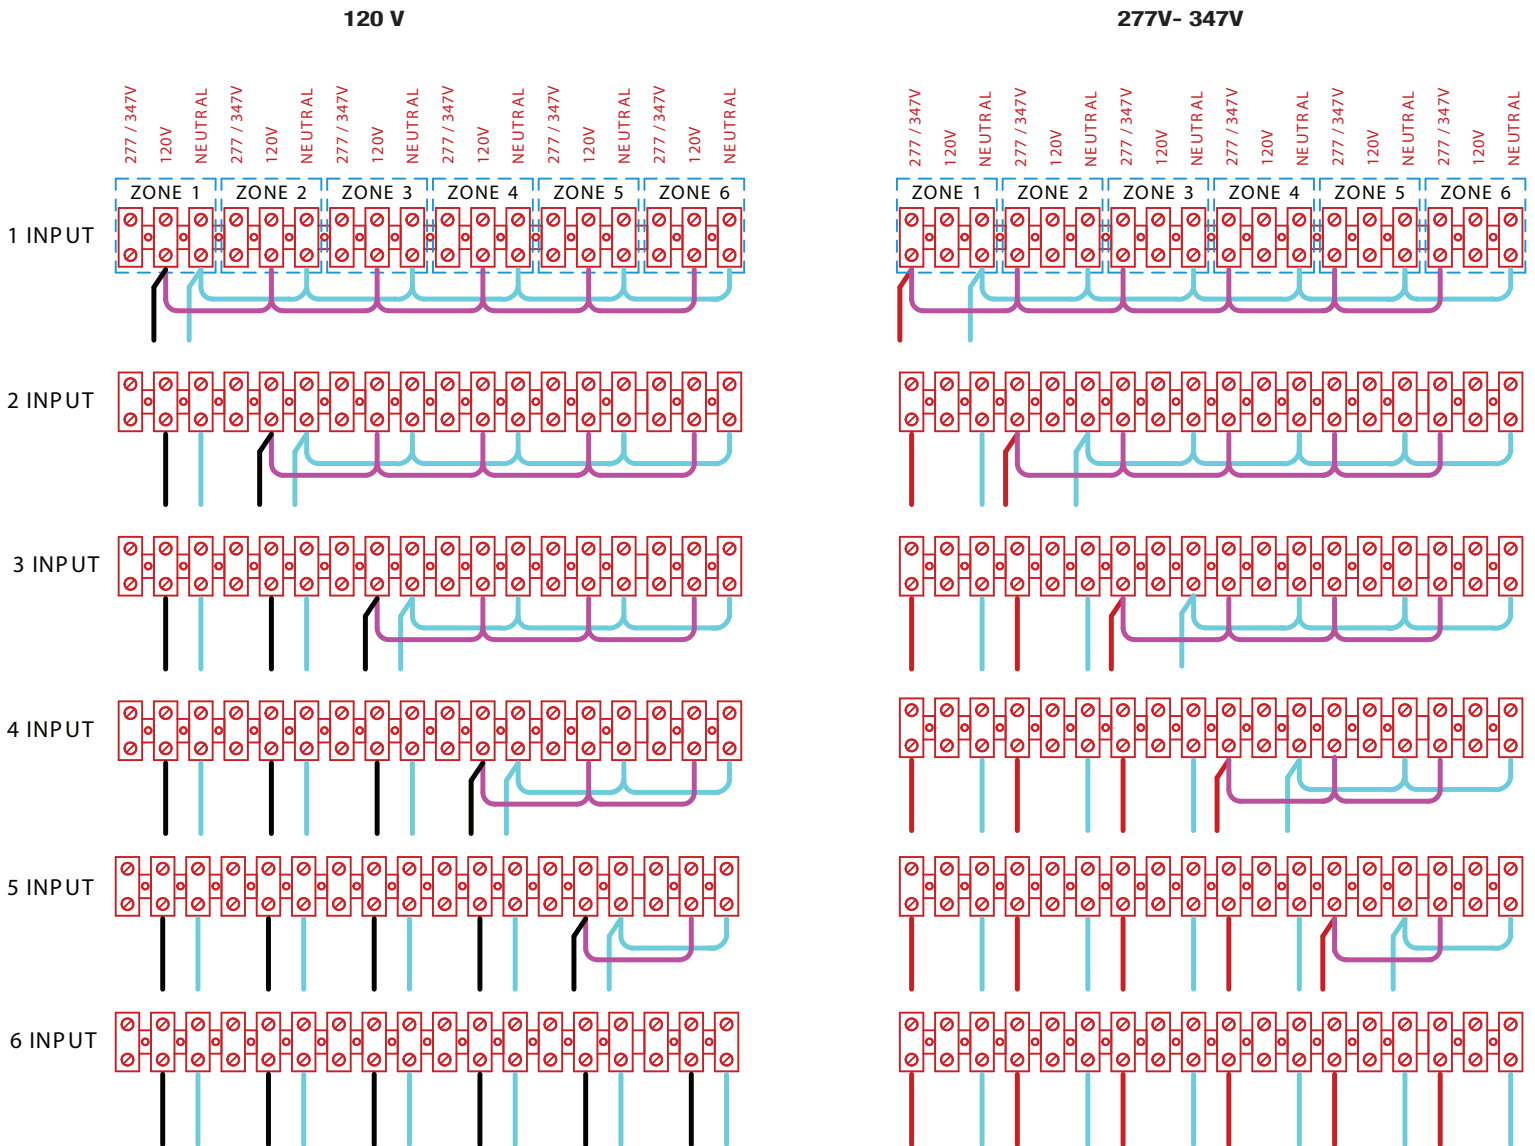 120 V
277V- 347V
277 / 347V 120V NEUTRAL 277 / 347V 120V NEUTRAL 277 / 347V 120V NEUTRAL 277 / 347V 120V NEUTRAL 277 / 347V 120V NEUTRAL 277 / 347V 120V NEUTRAL
277 / 347V 120V NEUTRAL 277 / 347V 120V NEUTRAL 277 / 347V 120V NEUTRAL 277 / 347V 120V NEUTRAL 277 / 347V 120V NEUTRAL 277 / 347V 120V NEUTRAL
ZONE 1 ZONE 2 ZONE 3 ZONE 4 ZONE 5 ZONE 6
ZONE 1 ZONE 2 ZONE 3 ZONE 4 ZONE 5 ZONE 6
1 INPUT
2 INPUT
3 INPUT
4 INPUT
5 INPUT
6 INPUT